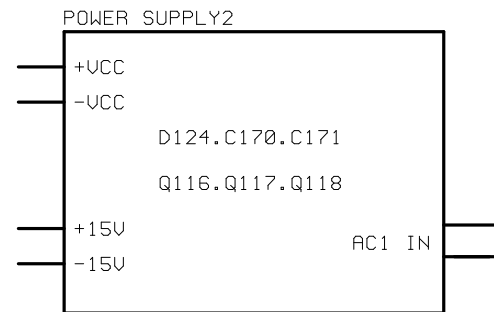 POWER SUPPLY2
+VCC
-VCC
D124.C170.C171
Q116.Q117.Q118
+15V
AC1 IN
-15V